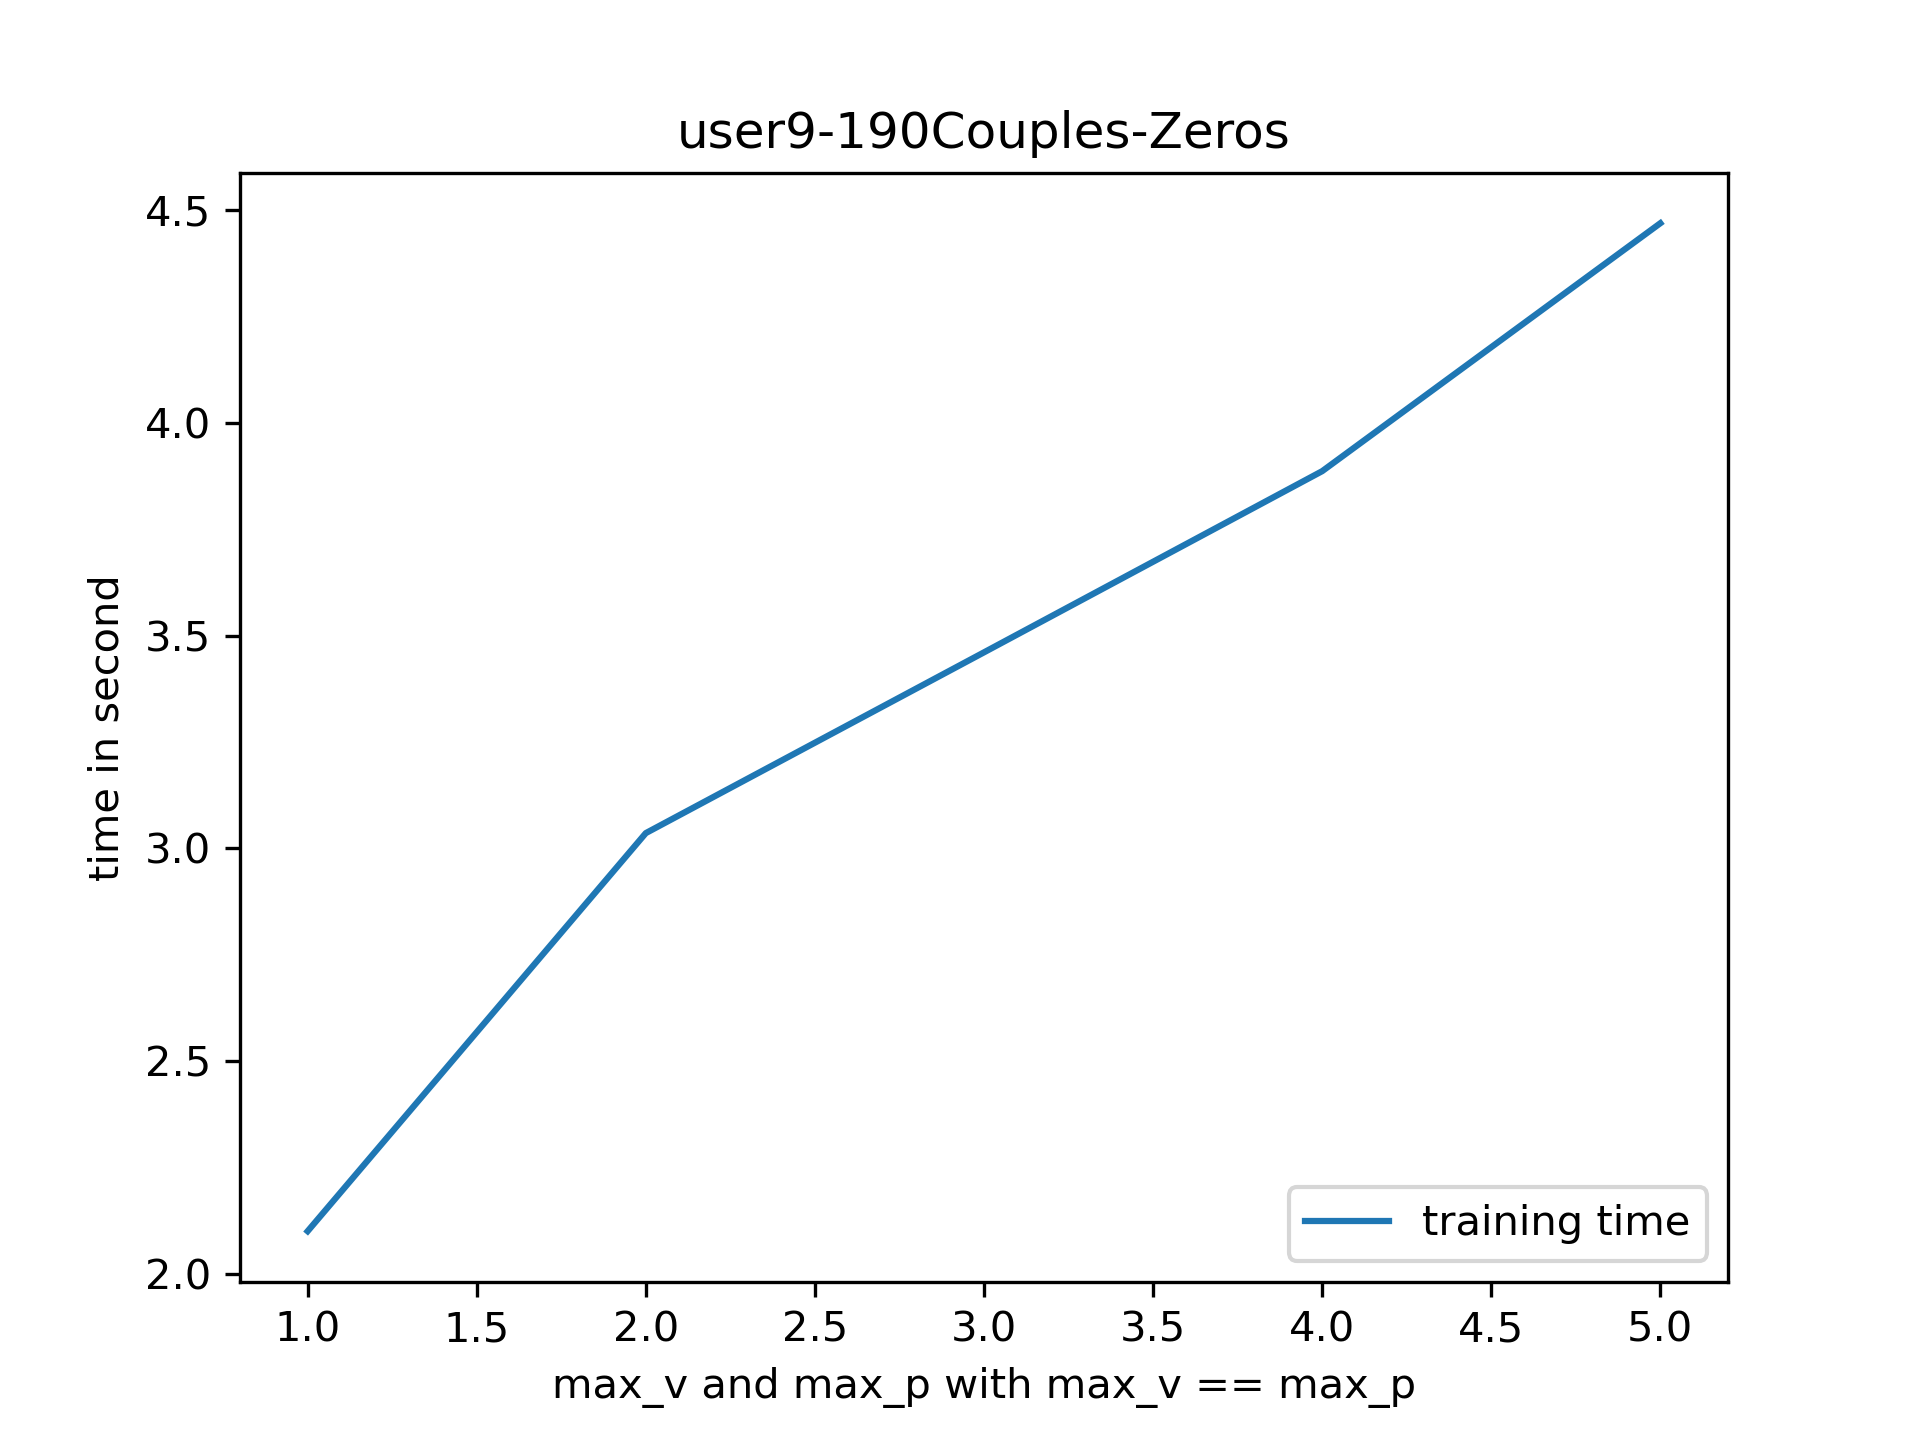 user9-190Couples-Zeros
4.5
4.0
3.5
3.0
2.5
2.0
time in second
training time
1.0 1.5 2.0 2.5 3.0 3.5 4.0 4.5 5.0
max_v and max_p with max_v == max_p